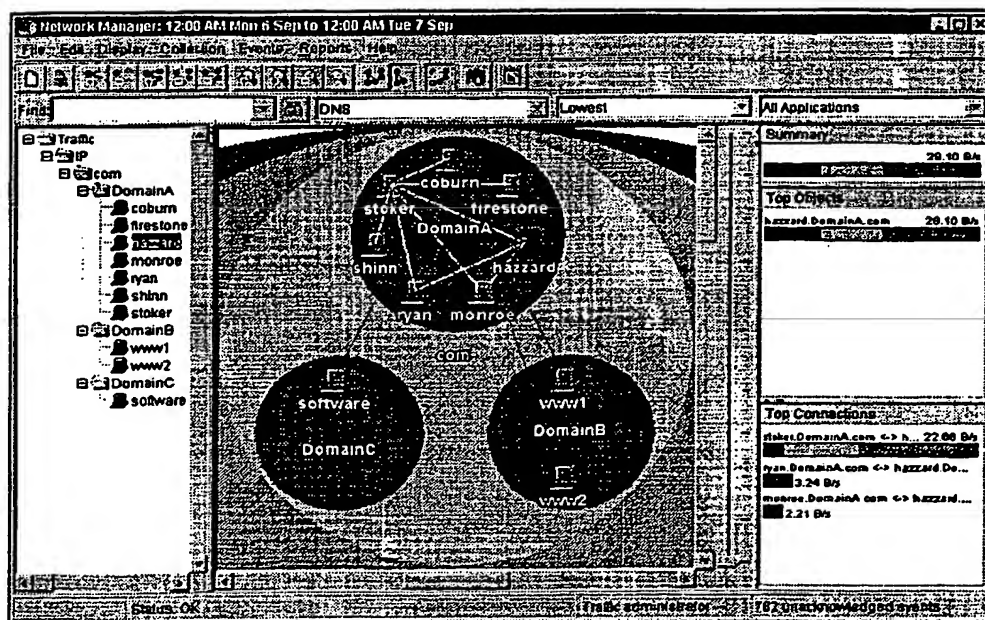 Network Manager: 12:00 AM Mon 6 Sep to 12:00 AM Tue 7 Sep
File Edit Display Collection Events Reports Help
Find: DNS Lowest All Applications
Traffic
IP
com
DomainA
coburn
firestone
hazzard
monroe
ryan
shinn
stoker
DomainB
www1
www2
DomainC
software
coburn
stoker firestone
DomainA
shinn hazzard
ryan monroe
com
software
DomainC
www1
DomainB
www2
Summary
29.10 B/s
Top Objects
hazzard.DomainA.com 28.10 B/s
Top Connections
stoker.DomainA.com <-> h... 22.66 B/s
ryan.DomainA.com <-> hazzard.Do...
3.24 B/s
monroe.DomainA.com <-> hazzard....
2.21 B/s
Status: OK Traffic administrator 782 unacknowledged events